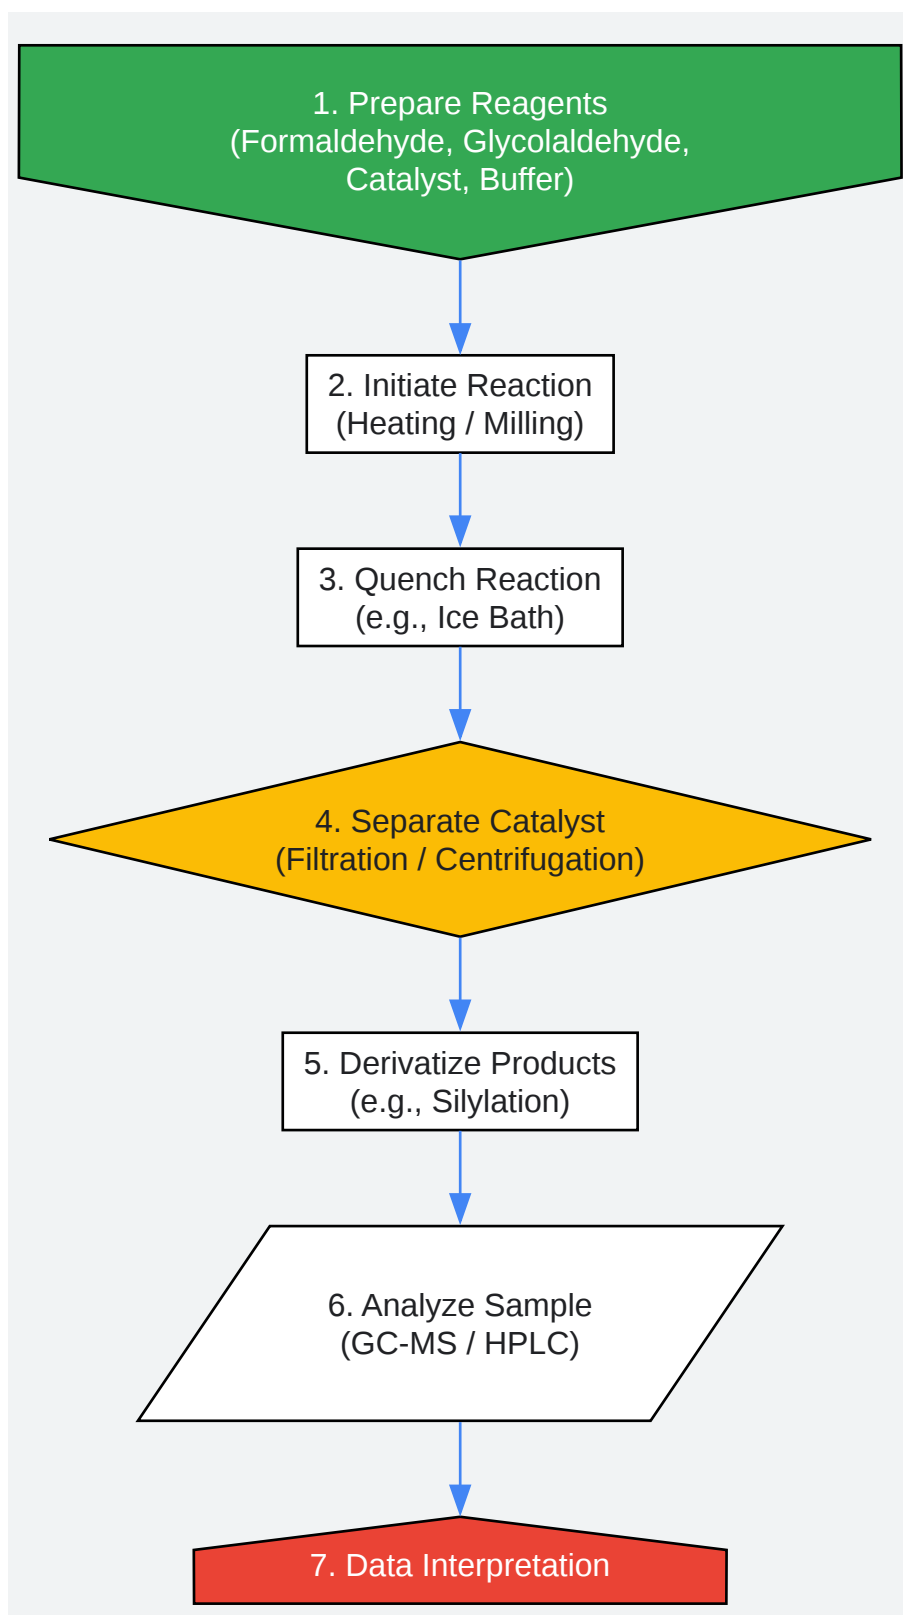 1. Prepare Reagents
(Formaldehyde, Glycolaldehyde,
Catalyst, Buffer)
2. Initiate Reaction
(Heating / Milling)
3. Quench Reaction
(e.g., Ice Bath)
4. Separate Catalyst
(Filtration / Centrifugation)
5. Derivatize Products
(e.g., Silylation)
6. Analyze Sample
(GC-MS / HPLC)
7. Data Interpretation